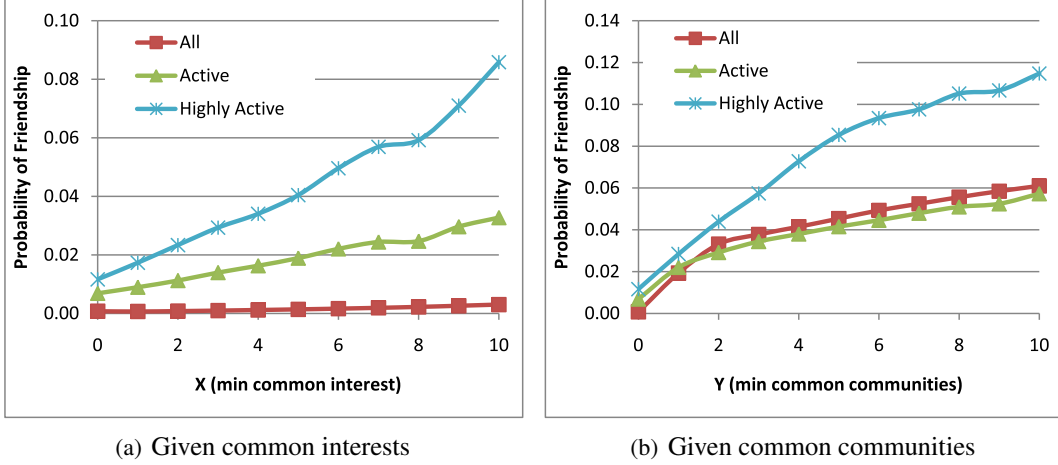 0.10
0.08
0.06
0.04
0.02
0.00
Probability of Friendship
All
Active
Highly Active
0 2 4 6 8 10
X (min common interest)
(a) Given common interests
0.14
0.12
0.10
0.08
0.06
0.04
0.02
0.00
Probability of Friendship
All
Active
Highly Active
0 2 4 6 8 10
Y (min common communities)
(b) Given common communities